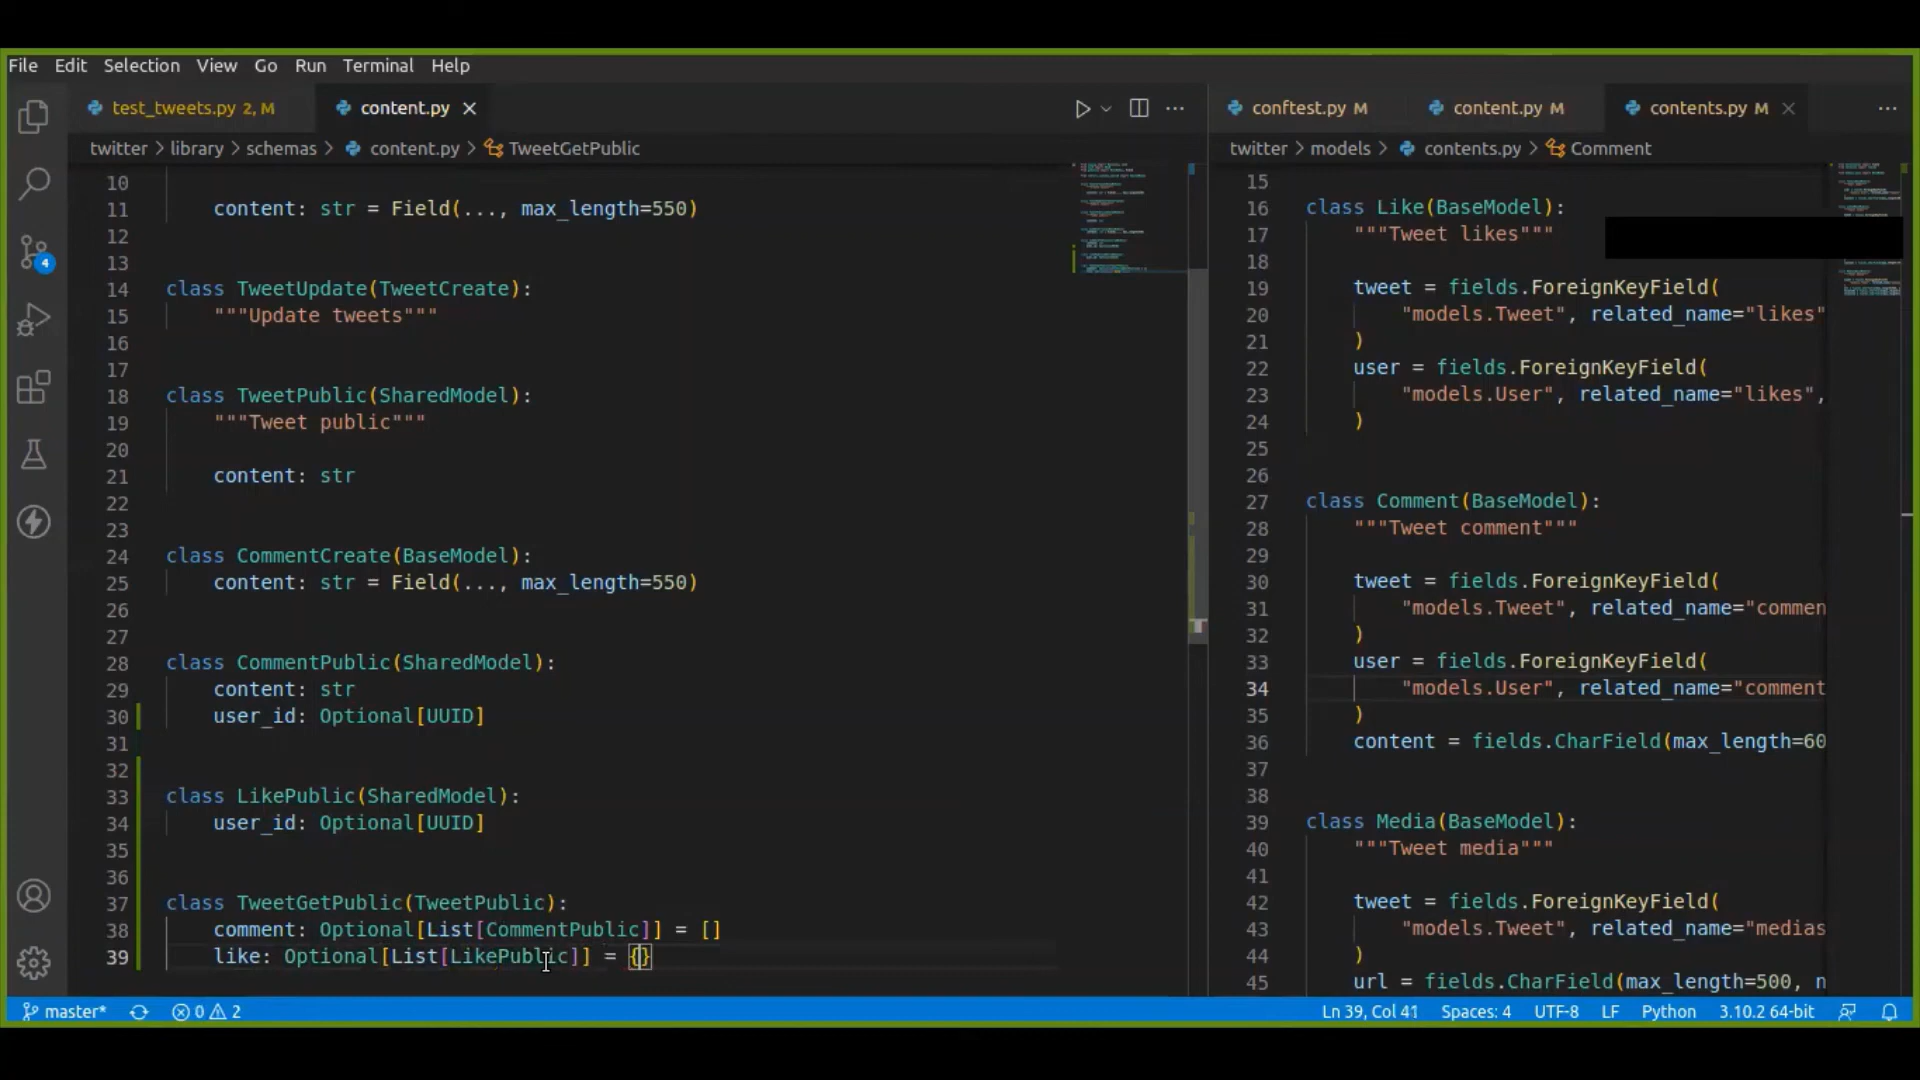 File Edit Selection View Go Run Terminal Help
test_tweets.py 2, M
content.py
conftest.py M
content.py M
contents.py M
twitter > library > schemas > content.py > TweetGetPublic
twitter > models > contents.py > Comment
10
11 content: str = Field(..., max_length=550)
12
13
14 class TweetUpdate(TweetCreate):
15 """Update tweets"""
16
17
18 class TweetPublic(SharedModel):
19 """Tweet public"""
20
21 content: str
22
23
24 class CommentCreate(BaseModel):
25 content: str = Field(..., max_length=550)
26
27
28 class CommentPublic(SharedModel):
29 content: str
30 user_id: Optional[UUID]
31
32
33 class LikePublic(SharedModel):
34 user_id: Optional[UUID]
35
36
37 class TweetGetPublic(TweetPublic):
38 comment: Optional[List[CommentPublic]] = []
39 like: Optional[List[LikePublic]] = {}
15
16 class Like(BaseModel):
17 """Tweet likes"""
18
19 tweet = fields.ForeignKeyField(
20 "models.Tweet", related_name="likes"
21 )
22 user = fields.ForeignKeyField(
23 "models.User", related_name="likes",
24 )
25
26
27 class Comment(BaseModel):
28 """Tweet comment"""
29
30 tweet = fields.ForeignKeyField(
31 "models.Tweet", related_name="commen
32 )
33 user = fields.ForeignKeyField(
34 "models.User", related_name="comment
35 )
36 content = fields.CharField(max_length=60
37
38
39 class Media(BaseModel):
40 """Tweet media"""
41
42 tweet = fields.ForeignKeyField(
43 "models.Tweet", related_name="medias
44 )
45 url = fields.CharField(max_length=500, n
4
master* 0 2
Ln 39, Col 41 Spaces: 4 UTF-8 LF Python 3.10.2 64-bit